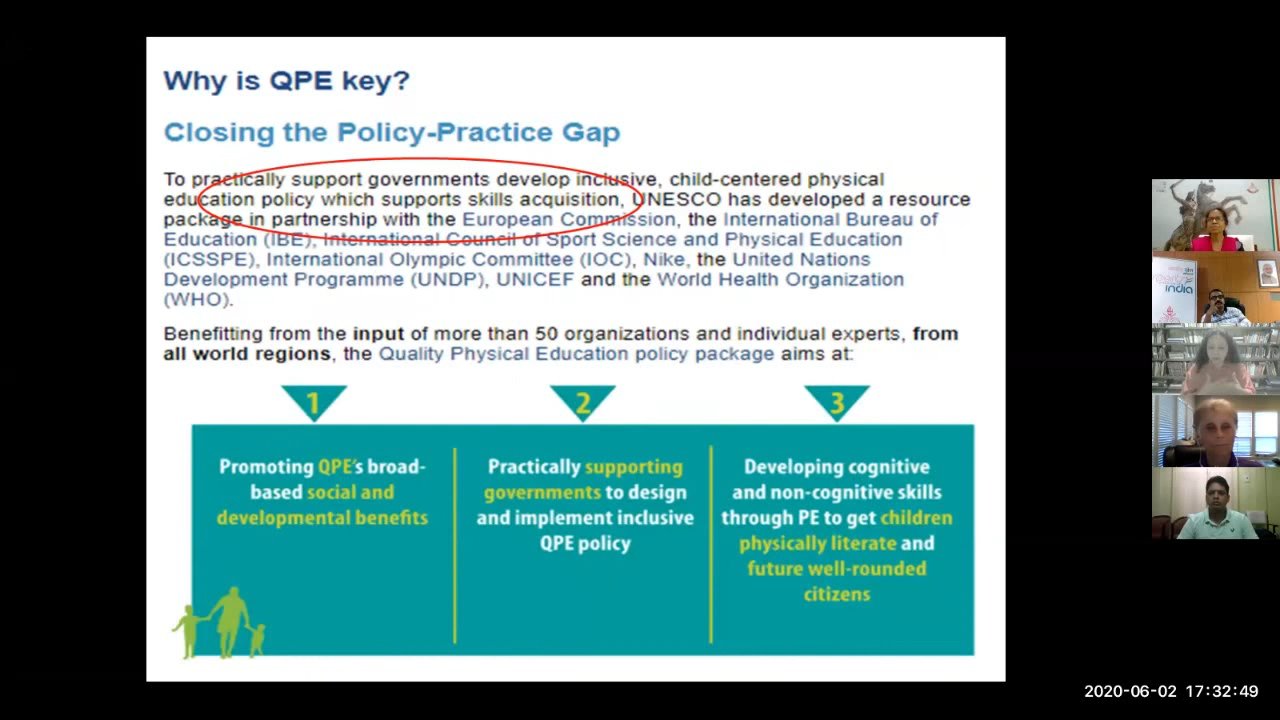 Why is QPE key?
Closing the Policy-Practice Gap
To practically support governments develop inclusive, child-centered physical
education policy which supports skills acquisition, UNESCO has developed a resource
package in partnership with the European Commission, the International Bureau of
Education (IBE), International Council of Sport Science and Physical Education
(ICSSPE), International Olympic Committee (IOC), Nike, the United Nations
Development Programme (UNDP), UNICEF and the World Health Organization
(WHO).
Benefitting from the input of more than 50 organizations and individual experts, from
all world regions, the Quality Physical Education policy package aims at:
1
Promoting QPE's broad-
based social and
developmental benefits
2
Practically supporting
governments to design
and implement inclusive
QPE policy
3
Developing cognitive
and non-cognitive skills
through PE to get children
physically literate and
future well-rounded
citizens
india
2020-06-02 17:32:49